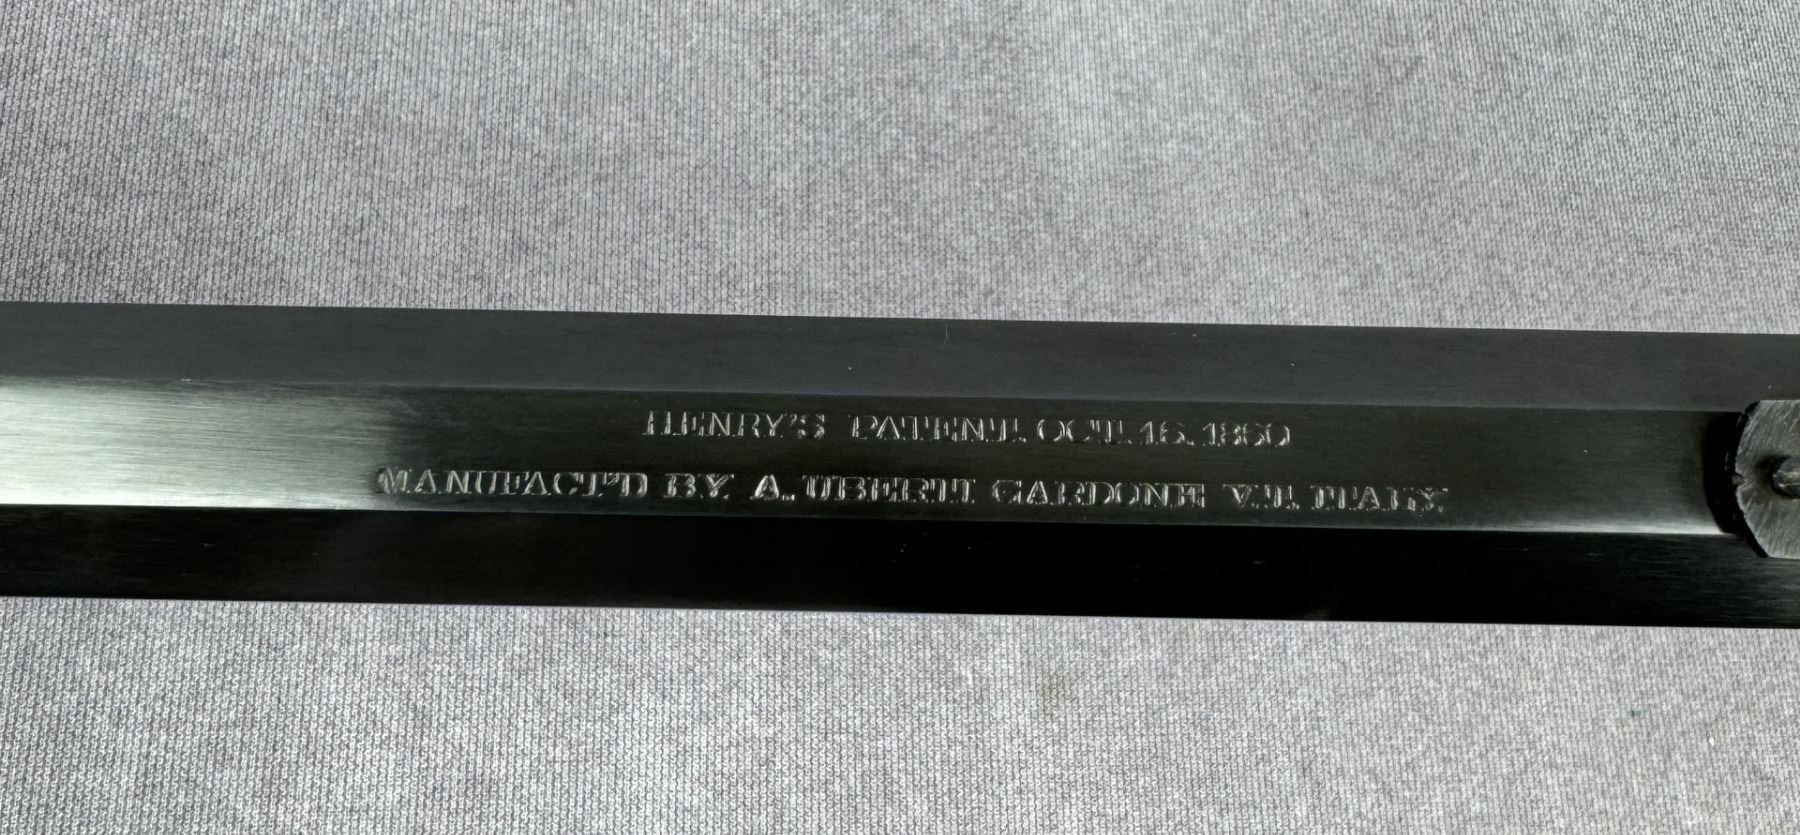 HENRY'S PATENT. OCT. 16. 1860
MANUFACT'D BY A. UBERTI GARDONE V.T. ITALY.